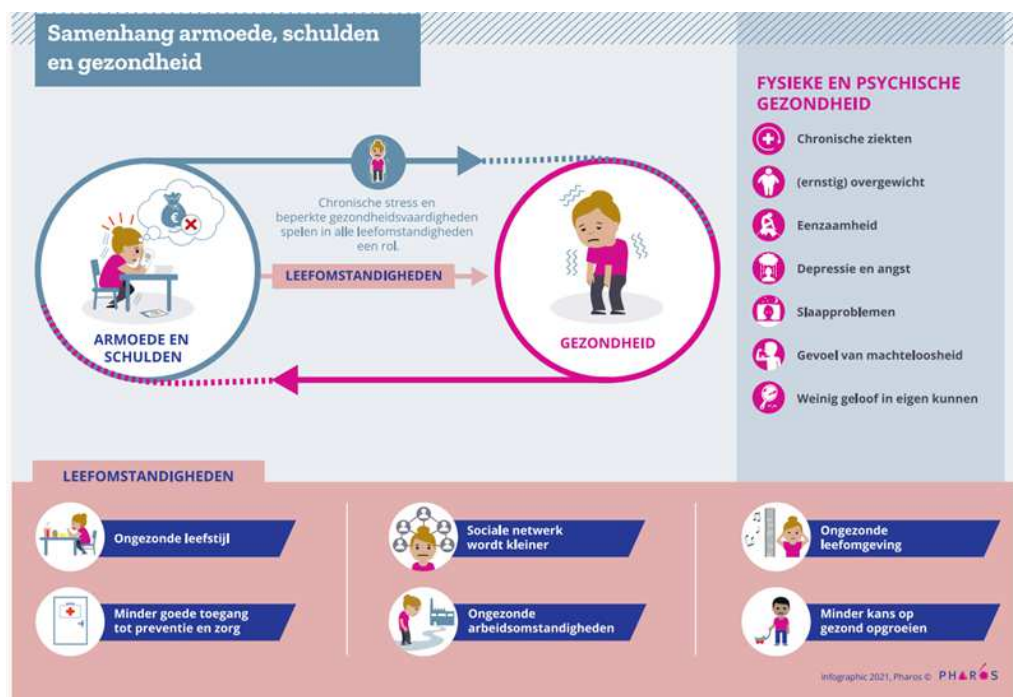 Samenhang armoede, schulden
en gezondheid
Chronische stress en
beperkte gezondheidsvaardigheden
spelen in alle leefomstandigheden
een rol.
LEEFOMSTANDIGHEDEN
€
ARMOEDE EN
SCHULDEN
GEZONDHEID
FYSIEKE EN PSYCHISCHE
GEZONDHEID
Chronische ziekten
(ernstig) overgewicht
Eenzaamheid
Depressie en angst
Slaapproblemen
Gevoel van machteloosheid
Weinig geloof in eigen kunnen
LEEFOMSTANDIGHEDEN
Ongezonde leefstijl
Sociale netwerk
wordt kleiner
Ongezonde
leefomgeving
Minder goede toegang
tot preventie en zorg
Ongezonde
arbeidsomstandigheden
Minder kans op
gezond opgroeien
infographic 2021, Pharos © PHAROS